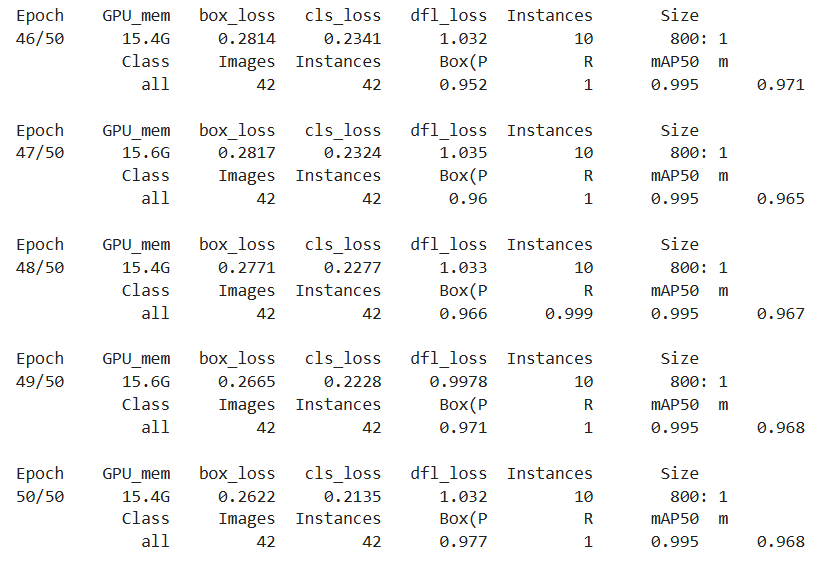 Epoch GPU_mem box_loss cls_loss dfl_loss Instances Size
46/50 15.4G 0.2814 0.2341 1.032 10 800: 1
Class Images Instances Box(P R mAP50 m
all 42 42 0.952 1 0.995 0.971
Epoch GPU_mem box_loss cls_loss dfl_loss Instances Size
47/50 15.6G 0.2817 0.2324 1.035 10 800: 1
Class Images Instances Box(P R mAP50 m
all 42 42 0.96 1 0.995 0.965
Epoch GPU_mem box_loss cls_loss dfl_loss Instances Size
48/50 15.4G 0.2771 0.2277 1.033 10 800: 1
Class Images Instances Box(P R mAP50 m
all 42 42 0.966 0.999 0.995 0.967
Epoch GPU_mem box_loss cls_loss dfl_loss Instances Size
49/50 15.6G 0.2665 0.2228 0.9978 10 800: 1
Class Images Instances Box(P R mAP50 m
all 42 42 0.971 1 0.995 0.968
Epoch GPU_mem box_loss cls_loss dfl_loss Instances Size
50/50 15.4G 0.2622 0.2135 1.032 10 800: 1
Class Images Instances Box(P R mAP50 m
all 42 42 0.977 1 0.995 0.968